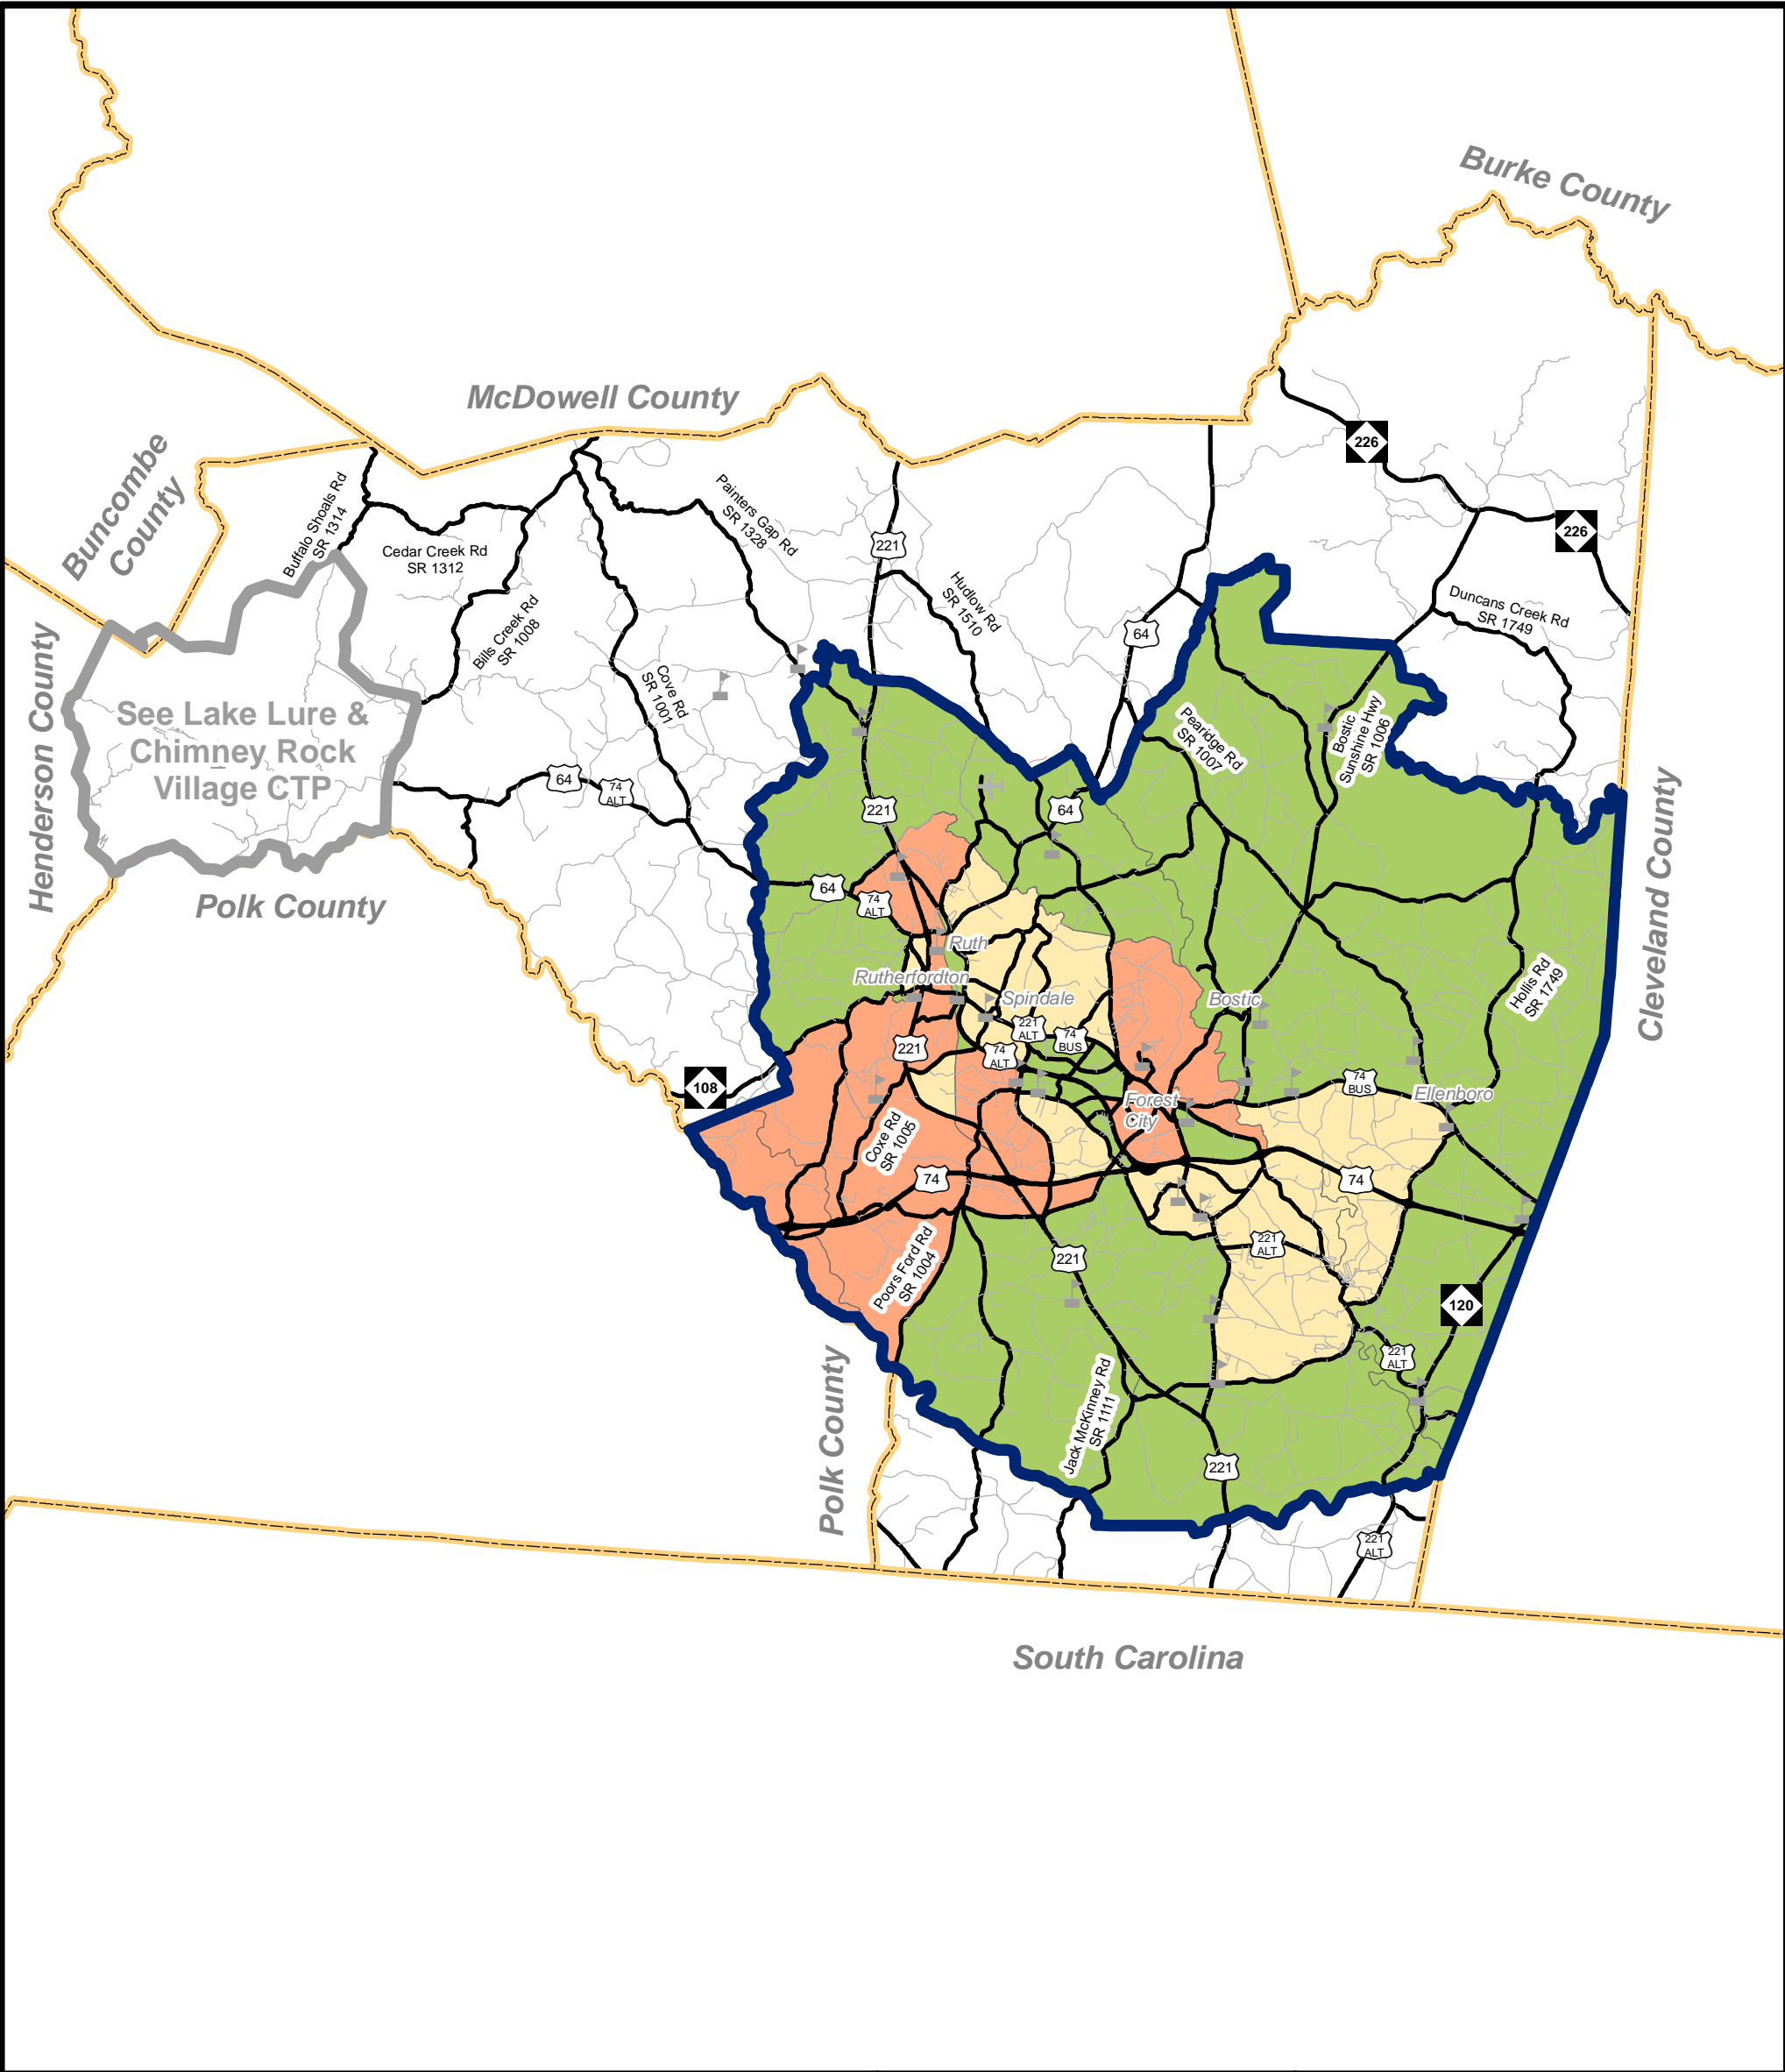 Burke County
McDowell County
226
Buncombe
County
Buffalo Shoals Rd
SR 1314
Cedar Creek Rd
SR 1312
Painters Gap Rd
SR 1328
221
226
Hudlow Rd
SR 1510
Duncans Creek Rd
SR 1749
Bills Creek Rd
SR 1008
64
Cove Rd
SR 1001
Henderson County
See Lake Lure &
Chimney Rock
Village CTP
Pearidge Rd
SR 1007
Bostic
Sunshine Hwy
SR 1006
64
74
ALT
221
64
Cleveland County
64
74
ALT
Polk County
Ruth
Rutherfordton
Spindale
Bostic
Hollis Rd
SR 1749
221
ALT
74
BUS
221
74
ALT
108
74
BUS
Ellenboro
Forest
City
Coxe Rd
SR 1005
74
74
221
ALT
221
Poors Ford Rd
SR 1004
120
221
ALT
Polk County
Jack McKinney Rd
SR 1111
221
221
ALT
South Carolina